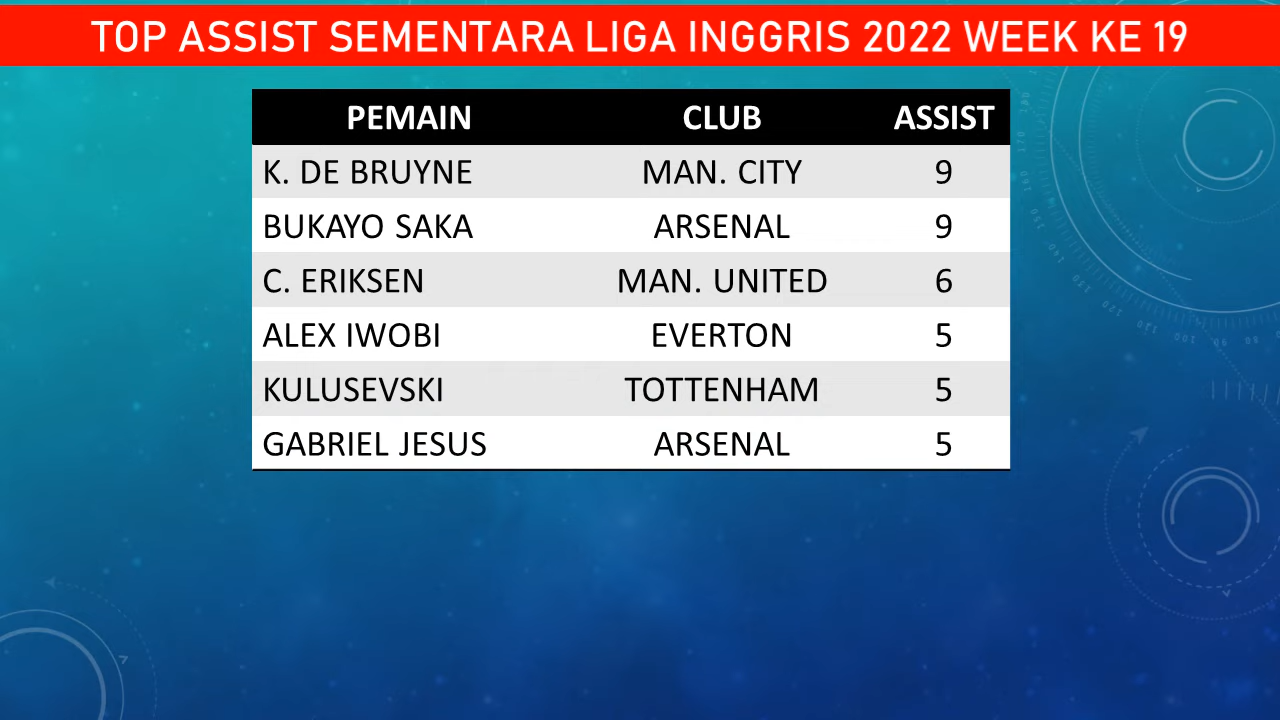 TOP ASSIST SEMENTARA LIGA INGGRIS 2022 WEEK KE 19
PEMAIN CLUB ASSIST
K. DE BRUYNE MAN. CITY 9
BUKAYO SAKA ARSENAL 9
C. ERIKSEN MAN. UNITED 6
ALEX IWOBI EVERTON 5
KULUSEVSKI TOTTENHAM 5
GABRIEL JESUS ARSENAL 5